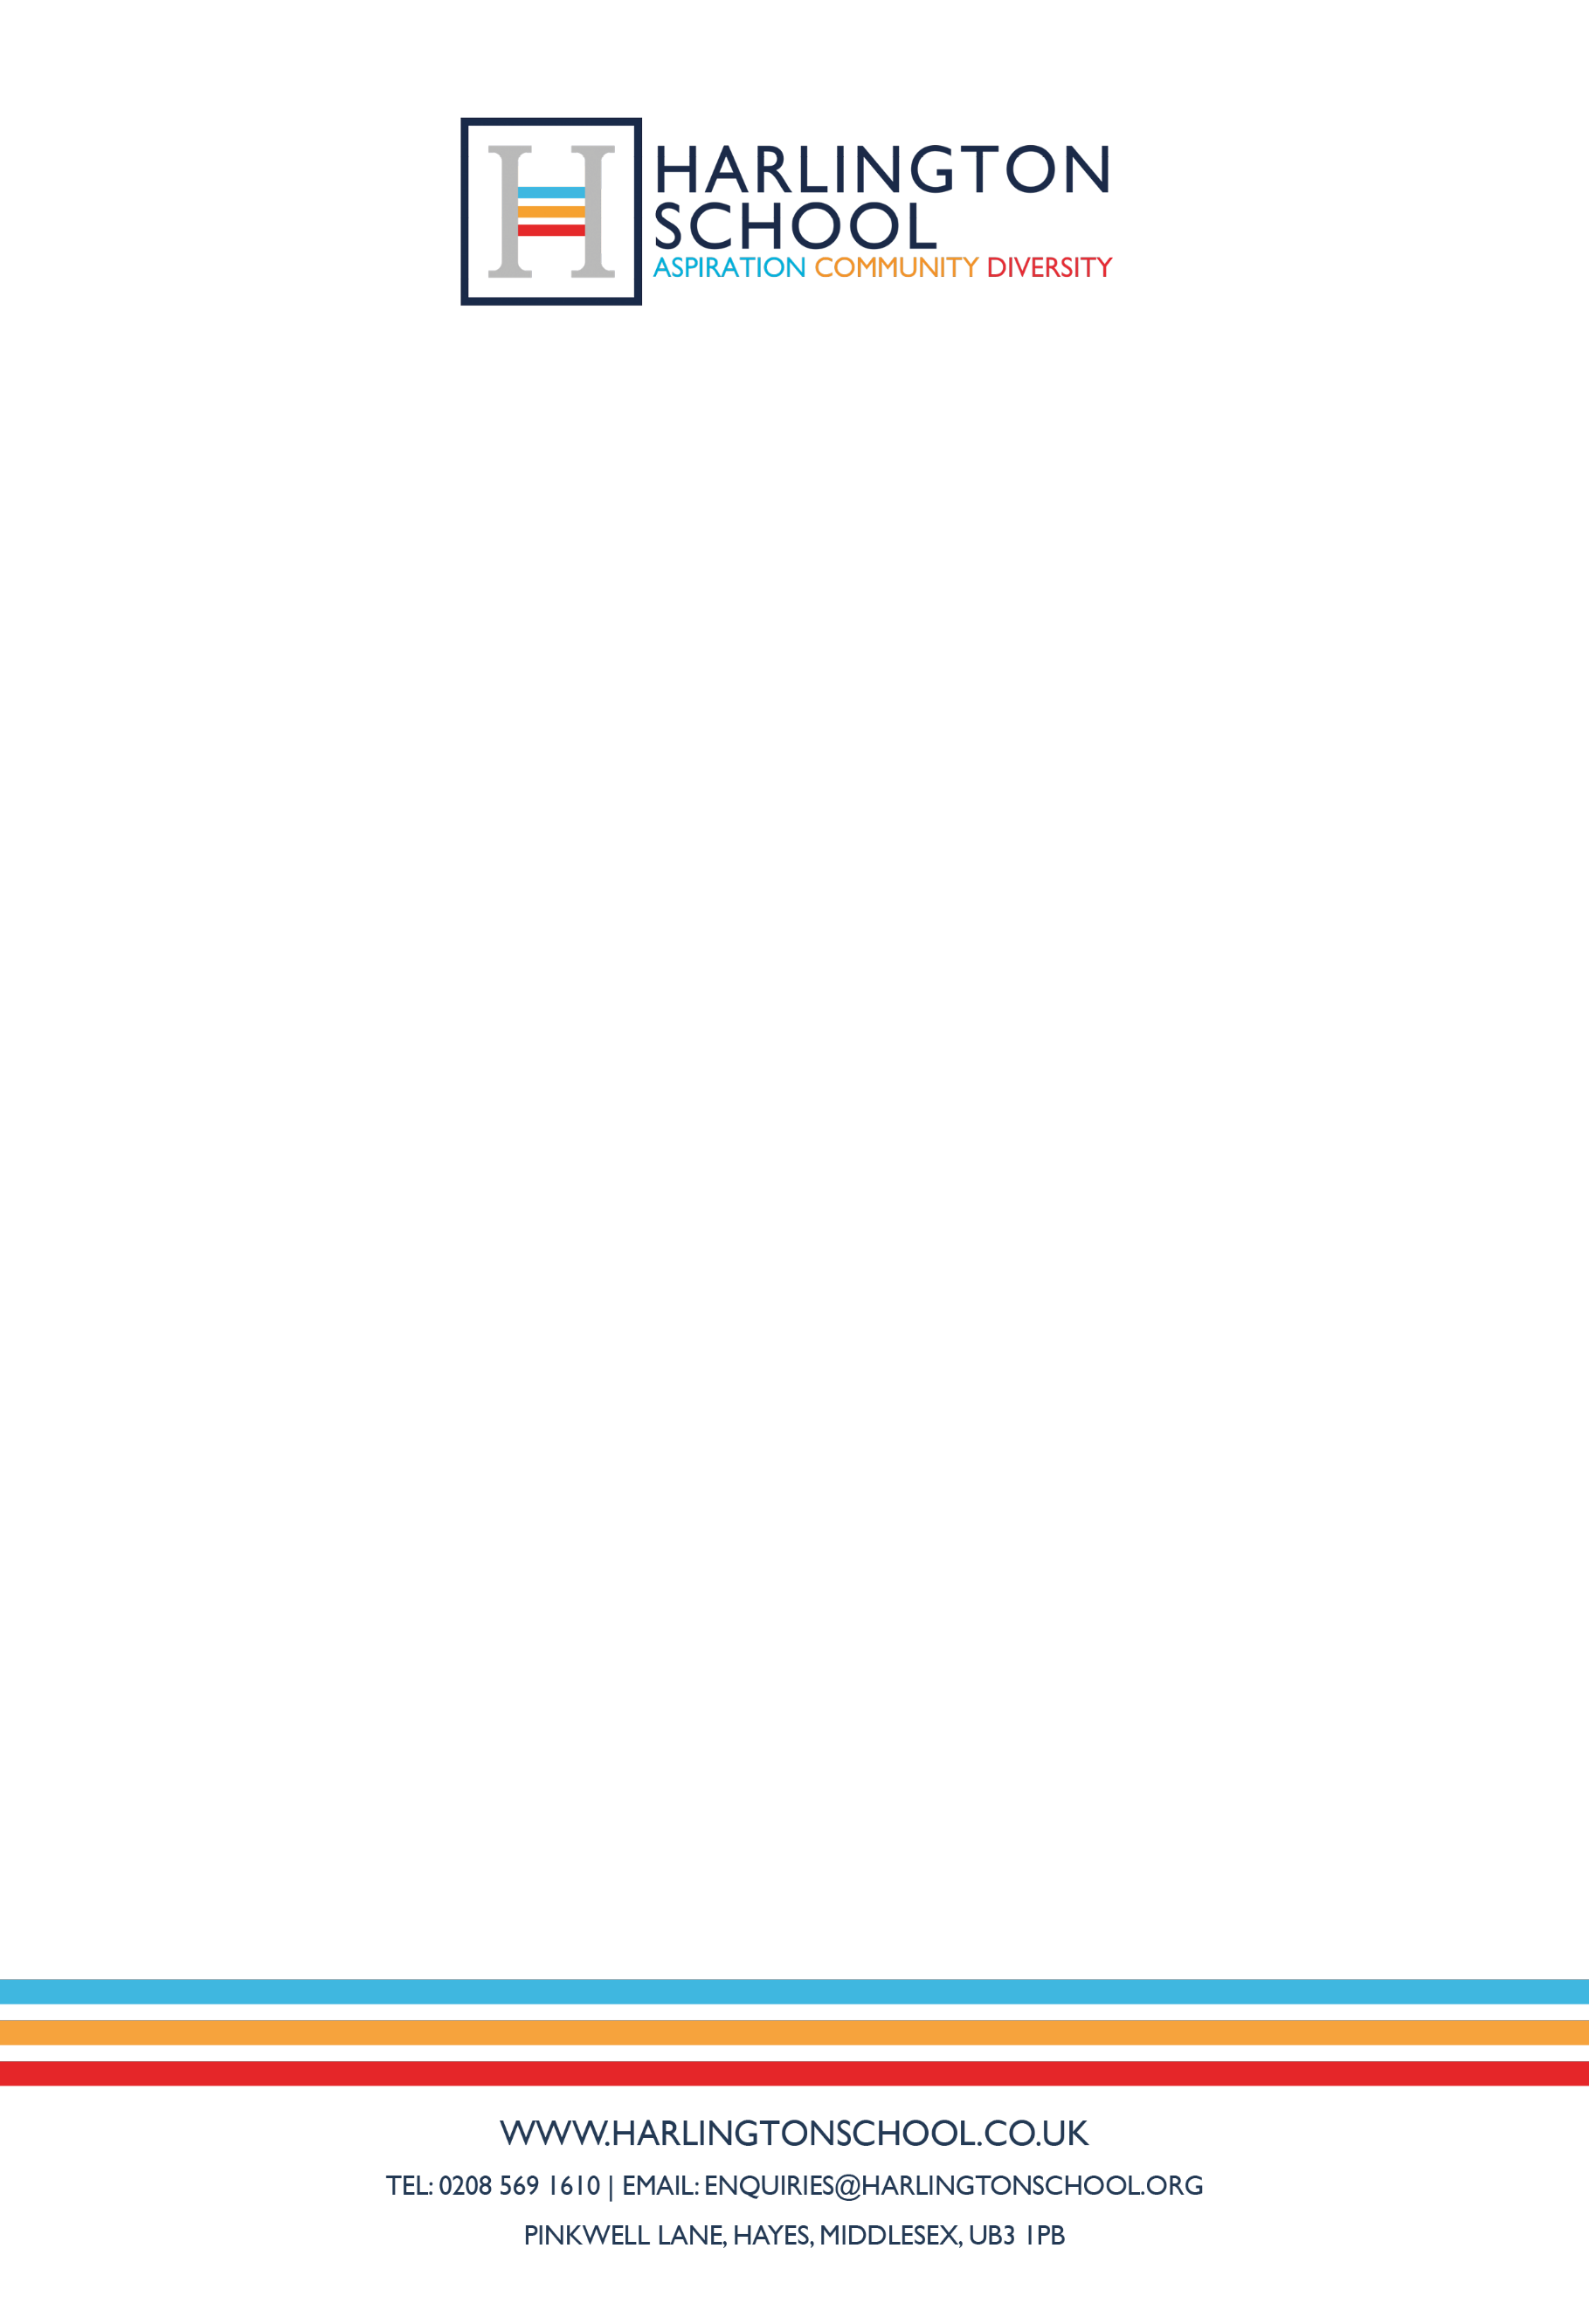 H HARLINGTON
SCHOOL
ASPIRATION COMMUNITY DIVERSITY
WWW.HARLINGTONSCHOOL.CO.UK
TEL: 0208 569 1610 | EMAIL: ENQUIRIES@HARLINGTONSCHOOL.ORG
PINKWELL LANE, HAYES, MIDDLESEX, UB3 1PB